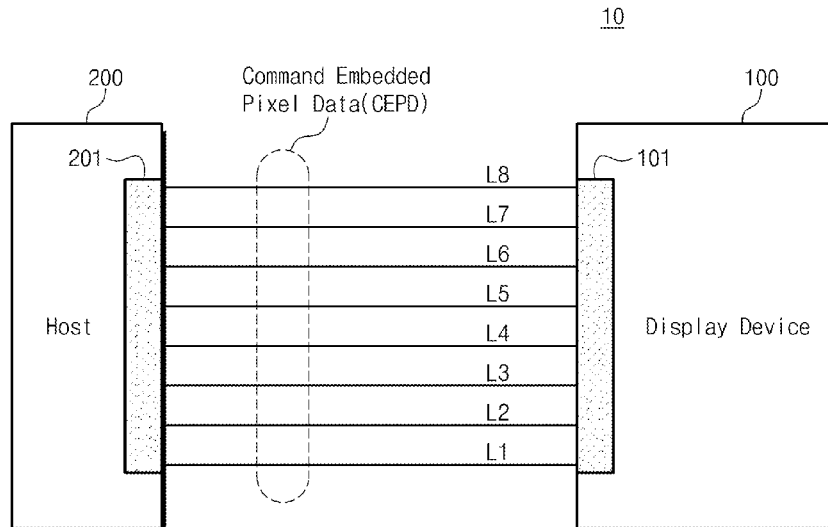 10
200
Command Embedded
Pixel Data(CEPD)
100
201
101
L8
L7
L6
L5
L4
L3
L2
L1
Host
Display Device